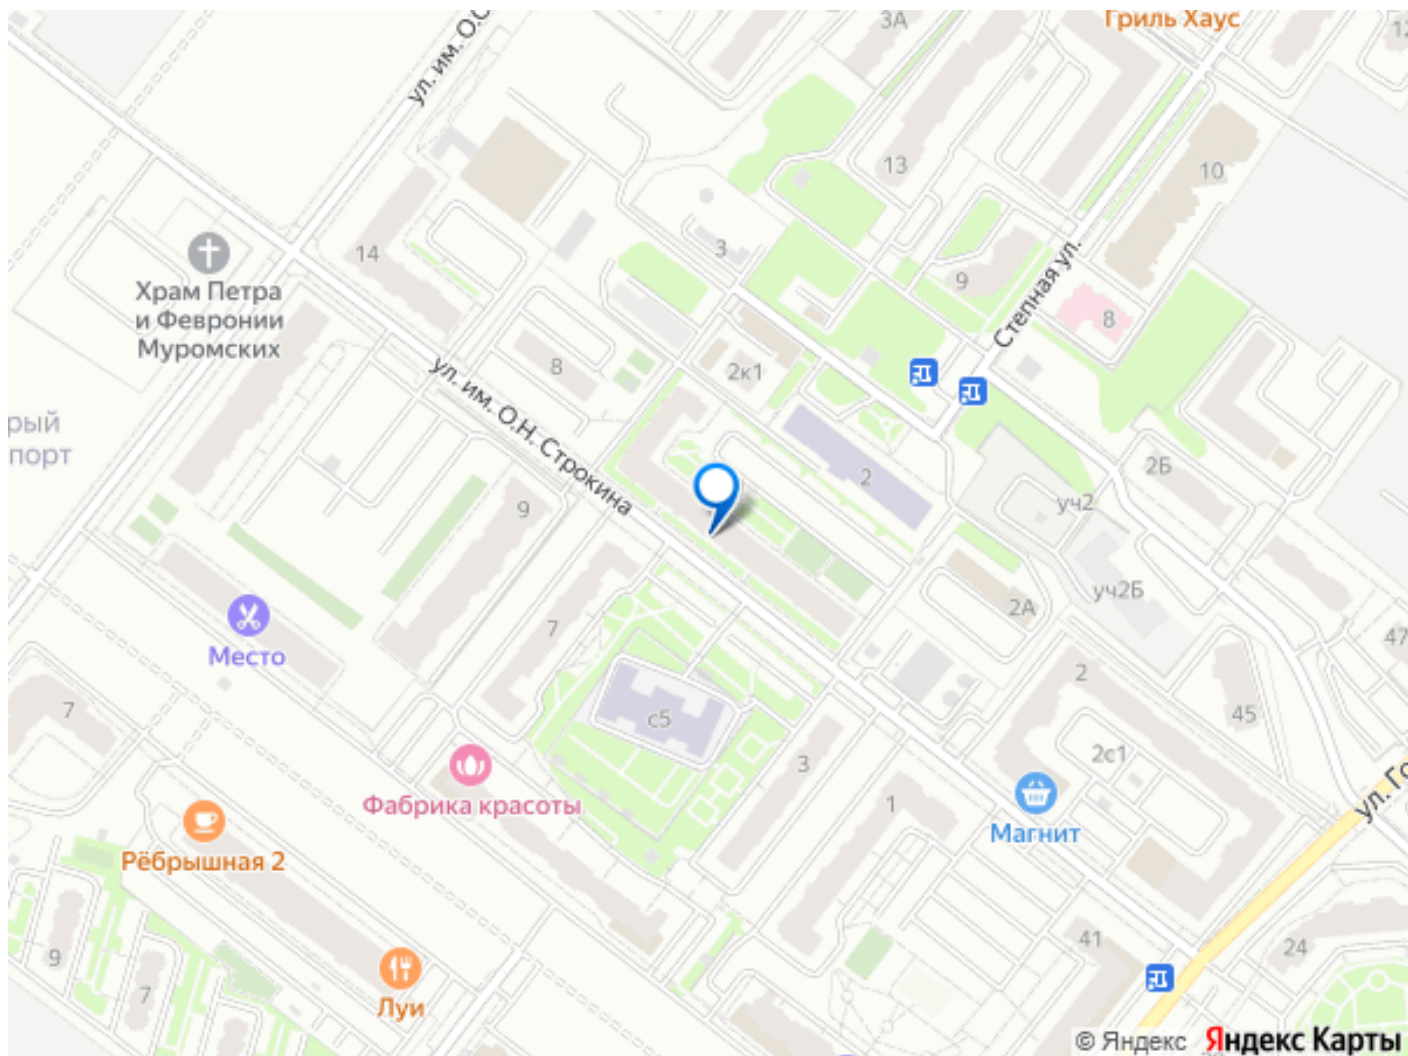 3А
Гриль Хаус
12
ул. им. О.С
13
10
3
14
Храм Петра
и Февронии
Муромских
9
Степная ул.
8
8
2к1
ул. им. О.Н. Строкина
рый
порт
2
2Б
уч2
9
уч2Б
2А
7
Место
47
2
7
с5
45
3
2с1
Фабрика красоты
1
Магнит
ул. Го
Рёбрышная 2
41
24
9
7
Луи
© Яндекс Яндекс Карты